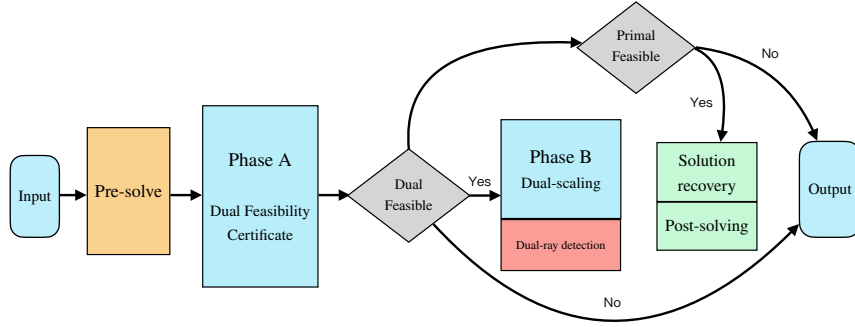 Input
Pre-solve
Phase A
Dual Feasibility
Certificate
Dual
Feasible
Yes
No
Phase B
Dual-scaling
Dual-ray detection
Primal
Feasible
Yes
No
Solution
recovery
Post-solving
Output